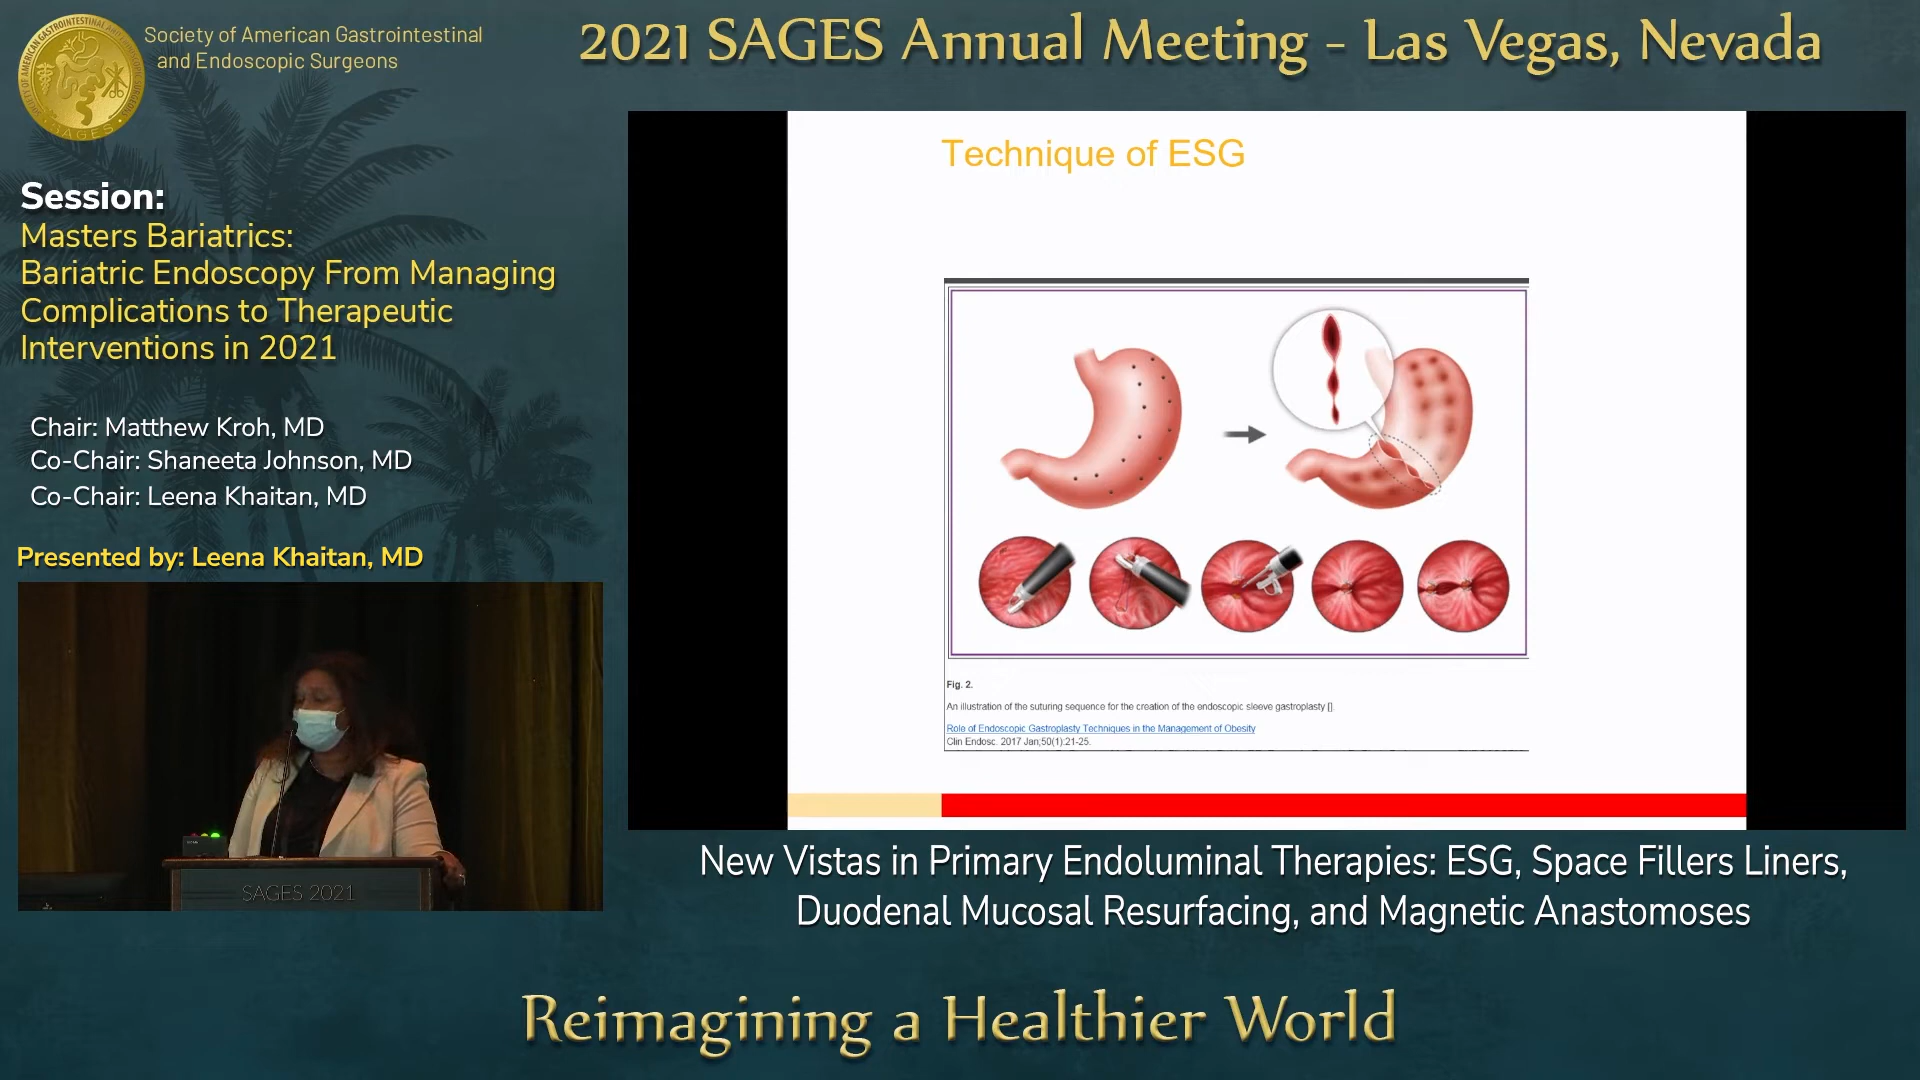 Society of American Gastrointestinal
and Endoscopic Surgeons
SAGES
2021 SAGES Annual Meeting - Las Vegas, Nevada
Session:
Masters Bariatrics:
Bariatric Endoscopy From Managing
Complications to Therapeutic
Interventions in 2021
Chair: Matthew Kroh, MD
Co-Chair: Shaneeta Johnson, MD
Co-Chair: Leena Khaitan, MD
Presented by: Leena Khaitan, MD
SAGES 2021
Technique of ESG
Fig. 2.
An illustration of the suturing sequence for the creation of the endoscopic sleeve gastroplasty [].
Role of Endoscopic Gastroplasty Techniques in the Management of Obesity
Clin Endosc. 2017 Jan;50(1):21-25.
New Vistas in Primary Endoluminal Therapies: ESG, Space Fillers Liners,
Duodenal Mucosal Resurfacing, and Magnetic Anastomoses
Reimagining a Healthier World